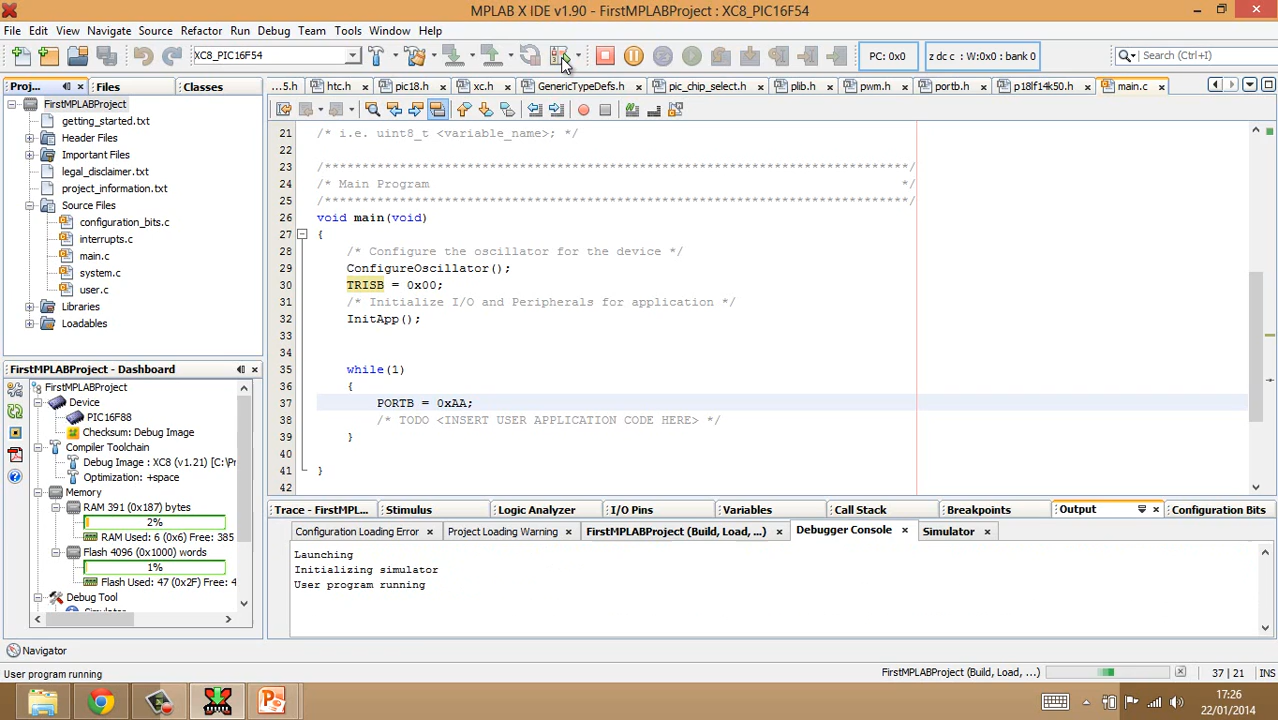 MPLAB X IDE v1.90 - FirstMPLABProject : XC8_PIC16F54
File Edit View Navigate Source Refactor Run Debug Team Tools Window Help
XC8_PIC16F54
PC: 0x0
z dc c : W:0x0 : bank 0
Search (Ctrl+I)
Proj...
Files
Classes
...5.h
htc.h
pic18.h
xc.h
GenericTypeDefs.h
pic_chip_select.h
plib.h
pwm.h
portb.h
p18lf14k50.h
main.c
FirstMPLABProject
getting_started.txt
Header Files
Important Files
legal_disclaimer.txt
project_information.txt
Source Files
configuration_bits.c
interrupts.c
main.c
system.c
user.c
Libraries
Loadables
21 /* i.e. uint8_t <variable_name>; */
22
23 /******************************************************************************/
24 /* Main Program */
25 /******************************************************************************/
26 void main(void)
27 {
28 /* Configure the oscillator for the device */
29 ConfigureOscillator();
30 TRISB = 0x00;
31 /* Initialize I/O and Peripherals for application */
32 InitApp();
33
34
35 while(1)
36 {
37 PORTB = 0xAA;
38 /* TODO <INSERT USER APPLICATION CODE HERE> */
39 }
40
41 }
42
FirstMPLABProject - Dashboard
FirstMPLABProject
Device
PIC16F88
Checksum: Debug Image
Compiler Toolchain
Debug Image : XC8 (v1.21) [C:\Pr
Optimization: +space
Memory
RAM 391 (0x187) bytes
2%
RAM Used: 6 (0x6) Free: 385
Flash 4096 (0x1000) words
1%
Flash Used: 47 (0x2F) Free: 4
Debug Tool
Trace - FirstMPL...
Stimulus
Logic Analyzer
I/O Pins
Variables
Call Stack
Breakpoints
Output
Configuration Bits
Configuration Loading Error
Project Loading Warning
FirstMPLABProject (Build, Load, ...)
Debugger Console
Simulator
Launching
Initializing simulator
User program running
Navigator
User program running
FirstMPLABProject (Build, Load, ...)
37 | 21
INS
17:26
22/01/2014